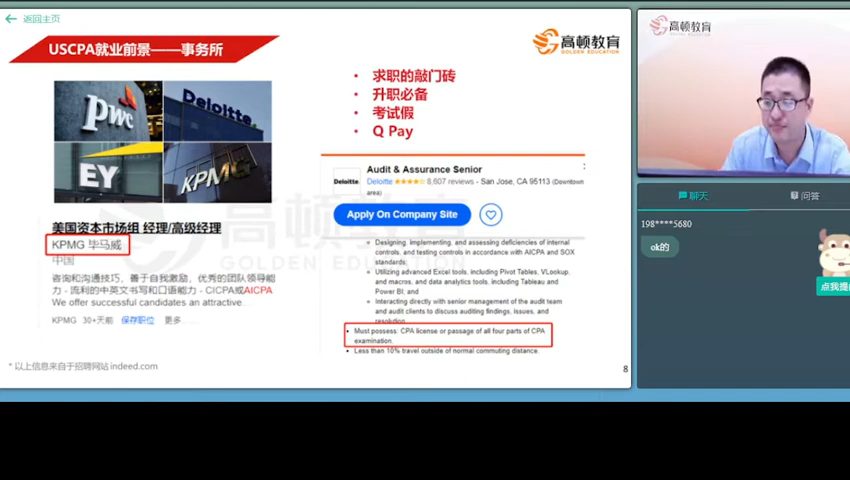 返回主页
USCPA就业前景——事务所
高顿教育
GOLDEN EDUCATION
求职的敲门砖
升职必备
考试假
Q Pay
pwc
Deloitte.
EY
KPMG
美国资本市场组 经理/高级经理
KPMG 毕马威
中国
咨询和沟通技巧，善于自我激励，优秀的团队领导能
力 - 流利的中英文书写和口语能力 - CICPA或AICPA
We offer successful candidates an attractive...
KPMG 30+天前 保存职位 更多...
Audit & Assurance Senior
Deloitte.
Deloitte 8,607 reviews - San Jose, CA 95113 (Downtown
area)
Apply On Company Site
Designing, implementing, and assessing deficiencies of internal
controls, and testing controls in accordance with AICPA and SOX
standards;
Utilizing advanced Excel tools, including Pivot Tables, VLookup,
and macros, and data analytics tools, including Tableau and
Power BI; and
Interacting directly with senior management of the audit team
and audit clients to discuss auditing findings, issues, and
resolution.
Must possess: CPA license or passage of all four parts of CPA
examination.
Less than 10% travel outside of normal commuting distance.
* 以上信息来自于招聘网站 indeed.com
8
高顿教育
GOLDEN EDUCATION
高顿教育
聊天
问答
198****5680
ok的
点我提